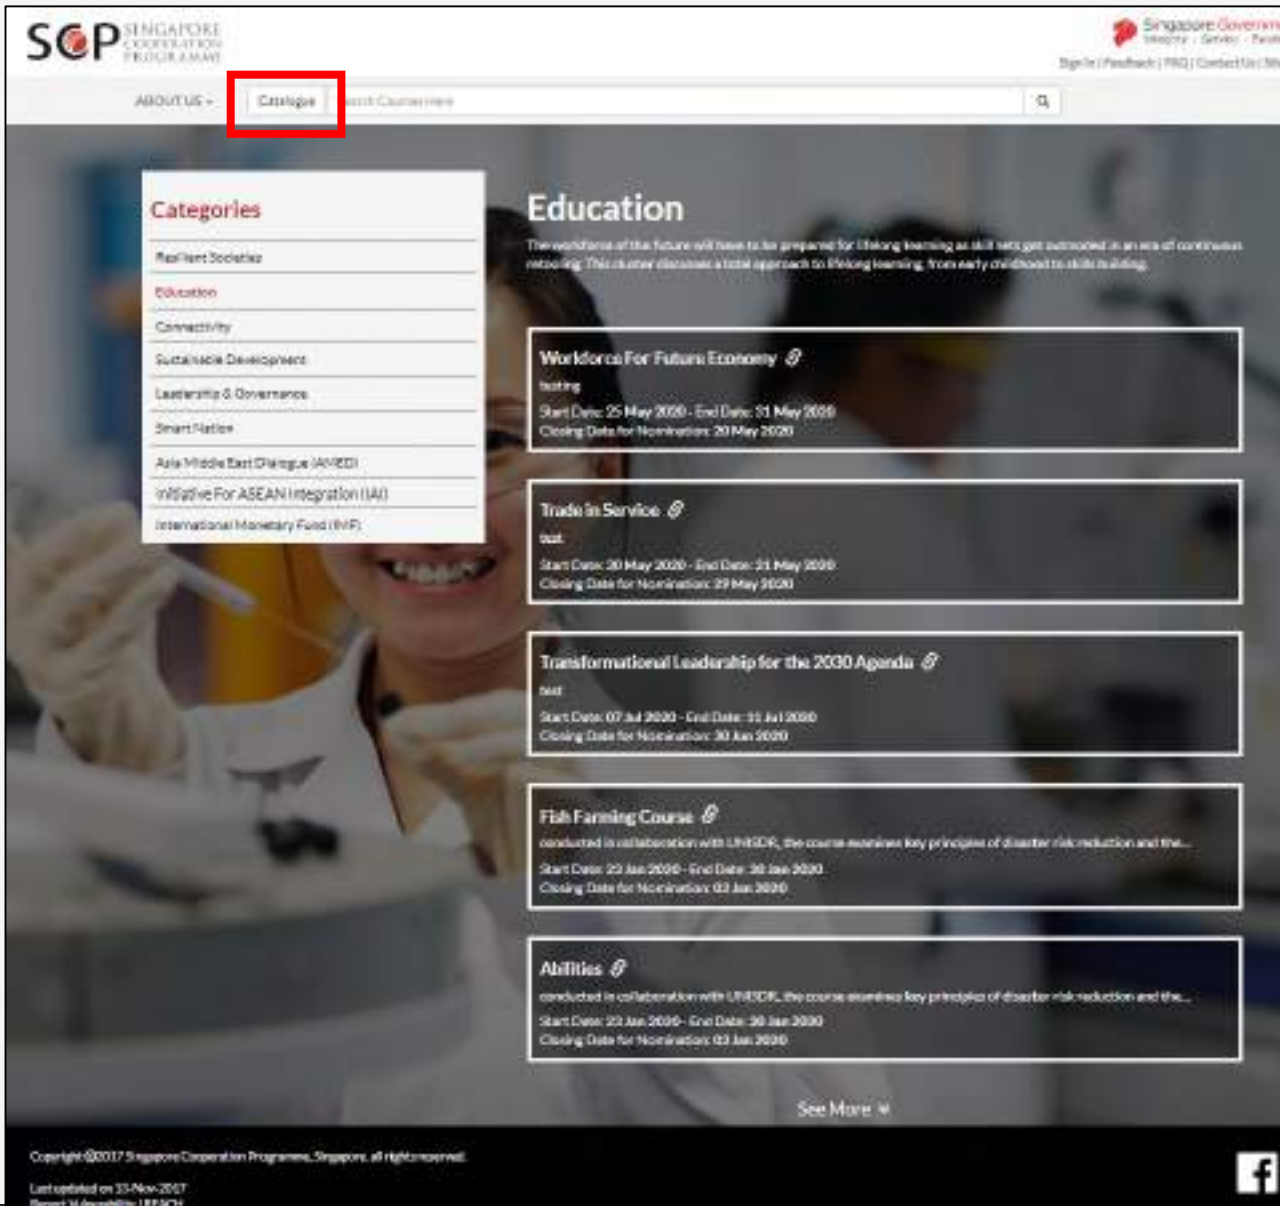 SCP SINGAPORE
COOPERATION
PROGRAMME
Singapore Governm
Integrity · Service ·
Sign In | Feedback | FAQ | Contact Us |
ABOUT US
Catalogue
Search Courses Here
Categories
Resilient Societies
Education
Connectivity
Sustainable Development
Leadership & Governance
Smart Nation
Asia Middle East Dialogue (AMED)
Initiative For ASEAN Integration (IAI)
International Monetary Fund (IMF)
Education
The workforce of the future will have to be prepared for lifelong learning as skill sets get outmoded in an era of continuous
retooling. This cluster discusses a total approach to lifelong learning, from early childhood to skills building.
Workforce For Future Economy
testing
Start Date: 25 May 2020 - End Date: 31 May 2020
Closing Date for Nomination: 20 May 2020
Trade in Service
test
Start Date: 30 May 2020 - End Date: 31 May 2020
Closing Date for Nomination: 29 May 2020
Transformational Leadership for the 2030 Agenda
test
Start Date: 07 Jul 2020 - End Date: 11 Jul 2020
Closing Date for Nomination: 30 Jun 2020
Fish Farming Course
conducted in collaboration with UNISDR, the course examines key principles of disaster risk reduction and the...
Start Date: 23 Jan 2020 - End Date: 30 Jan 2020
Closing Date for Nomination: 03 Jan 2020
Abilities
conducted in collaboration with UNISDR, the course examines key principles of disaster risk reduction and the...
Start Date: 23 Jan 2020 - End Date: 30 Jan 2020
Closing Date for Nomination: 03 Jan 2020
See More
Copyright ©2017 Singapore Cooperation Programme, Singapore, all rights reserved.
Last updated on 15-Nov-2017
Report Vulnerability | REACH